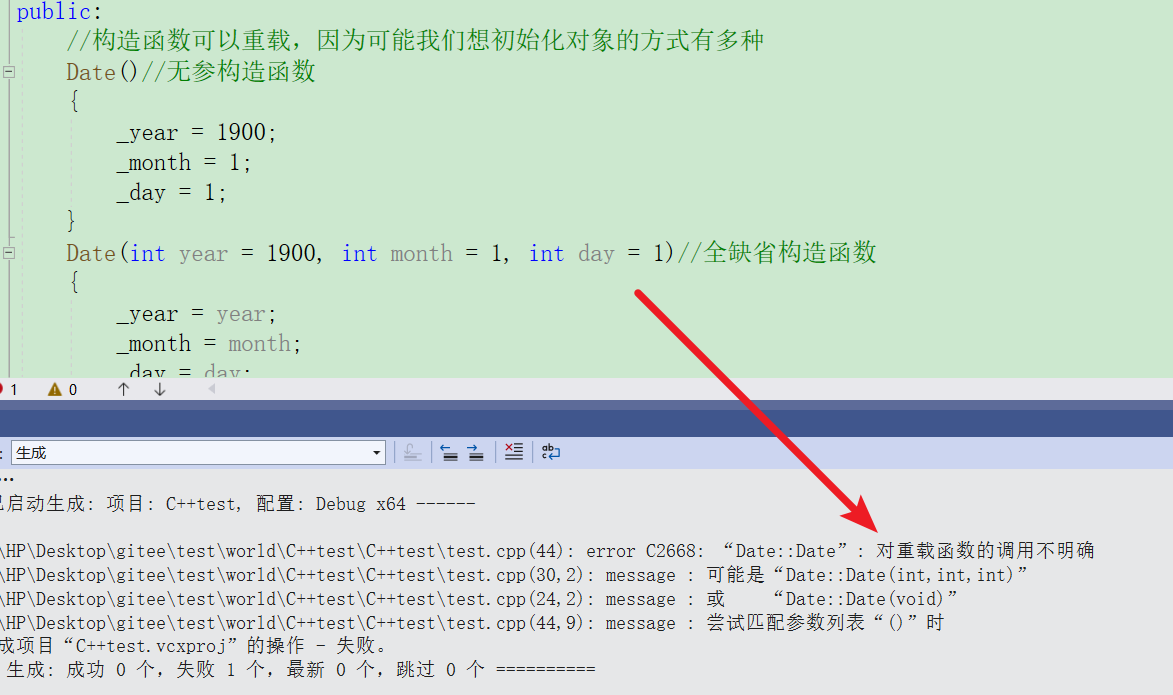 public:
//构造函数可以重载，因为可能我们想初始化对象的方式有多种
Date()//无参构造函数
{
_year = 1900;
_month = 1;
_day = 1;
}
Date(int year = 1900, int month = 1, int day = 1)//全缺省构造函数
{
_year = year;
_month = month;
_day = day;
1 0
: 生成
...
已启动生成: 项目: C++test, 配置: Debug x64 ------
\HP\Desktop\gitee\test\world\C++test\C++test\test.cpp(44): error C2668: “Date::Date”: 对重载函数的调用不明确
\HP\Desktop\gitee\test\world\C++test\C++test\test.cpp(30,2): message : 可能是“Date::Date(int,int,int)”
\HP\Desktop\gitee\test\world\C++test\C++test\test.cpp(24,2): message : 或 “Date::Date(void)”
\HP\Desktop\gitee\test\world\C++test\C++test\test.cpp(44,9): message : 尝试匹配参数列表“()”时
成项目“C++test.vcxproj”的操作 - 失败。
生成: 成功 0 个，失败 1 个，最新 0 个，跳过 0 个 ==========